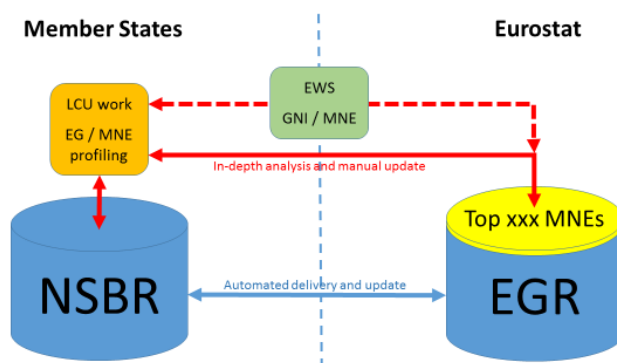 Member States
Eurostat
LCU work
EG / MNE
profiling
EWS
GNI / MNE
In-depth analysis and manual update
Top xxx MNEs
NSBR
Automated delivery and update
EGR